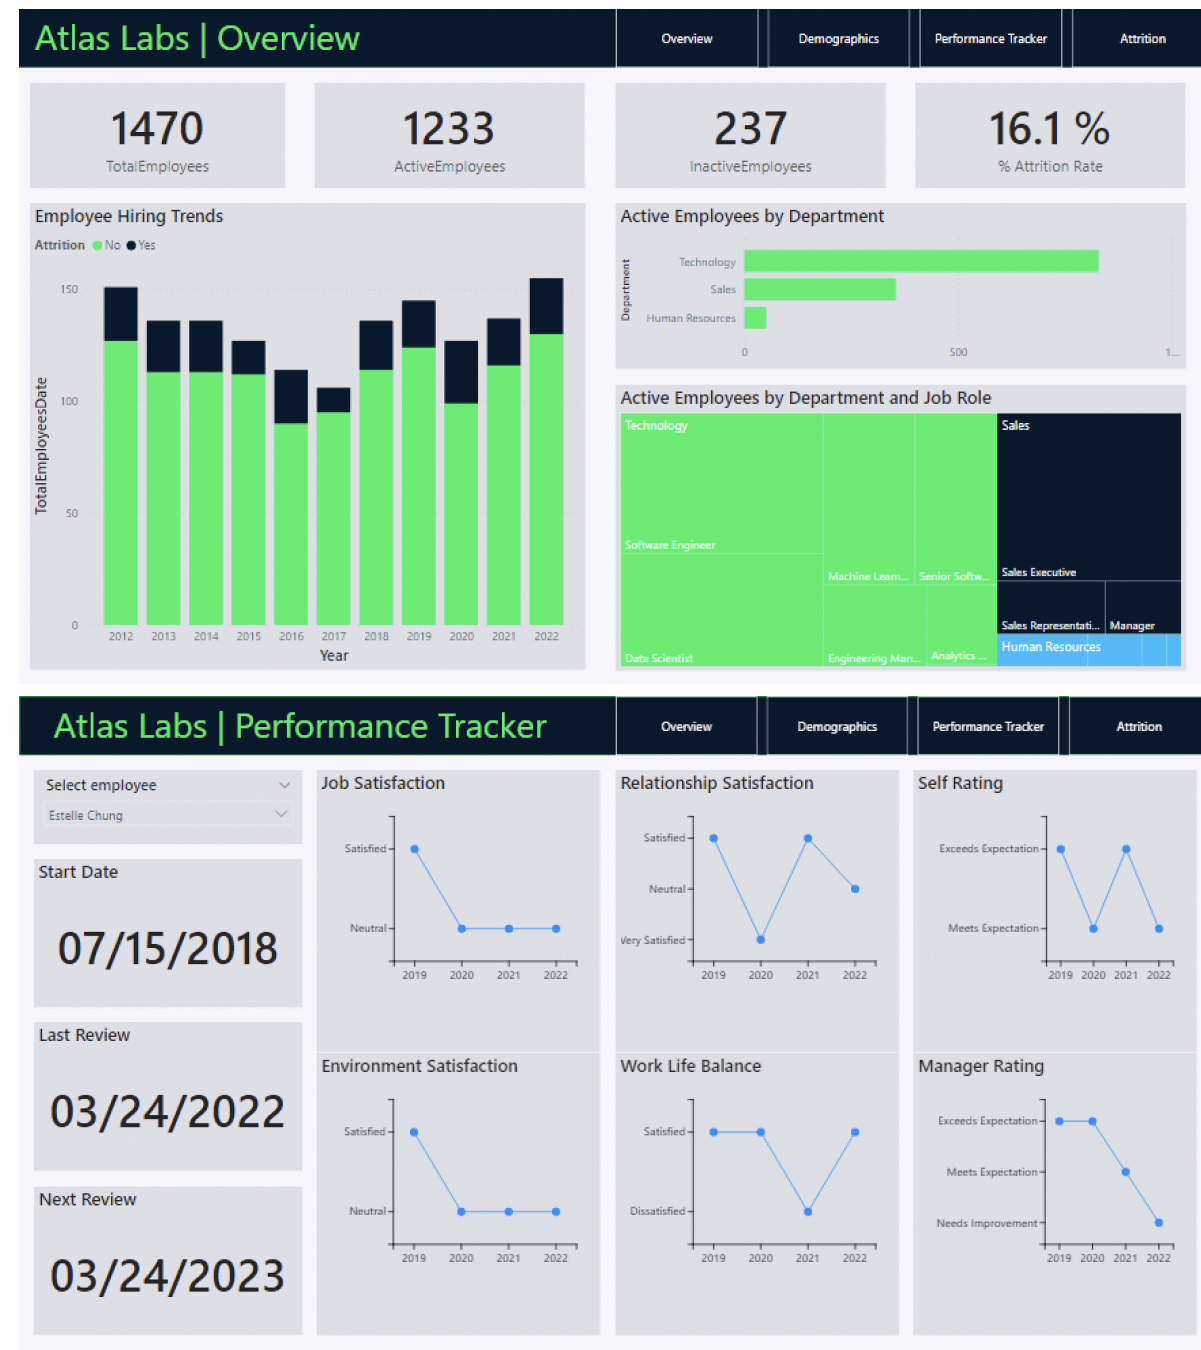 Atlas Labs | Overview
Overview
Demographics
Performance Tracker
Attrition
1470
TotalEmployees
1233
ActiveEmployees
237
InactiveEmployees
16.1 %
% Attrition Rate
Employee Hiring Trends
Attrition No Yes
150
100
50
0
TotalEmployeesDate
2012 2013 2014 2015 2016 2017 2018 2019 2020 2021 2022
Year
Active Employees by Department
Department
Technology
Sales
Human Resources
0 500 1...
Active Employees by Department and Job Role
Technology
Software Engineer
Data Scientist
Machine Learn...
Senior Softw...
Engineering Man...
Analytics ...
Sales
Sales Executive
Sales Representati...
Manager
Human Resources
Atlas Labs | Performance Tracker
Overview
Demographics
Performance Tracker
Attrition
Select employee
Estelle Chung
Start Date
07/15/2018
Last Review
03/24/2022
Next Review
03/24/2023
Job Satisfaction
Satisfied
Neutral
2019 2020 2021 2022
Relationship Satisfaction
Satisfied
Neutral
Very Satisfied
2019 2020 2021 2022
Self Rating
Exceeds Expectation
Meets Expectation
2019 2020 2021 2022
Environment Satisfaction
Satisfied
Neutral
2019 2020 2021 2022
Work Life Balance
Satisfied
Dissatisfied
2019 2020 2021 2022
Manager Rating
Exceeds Expectation
Meets Expectation
Needs Improvement
2019 2020 2021 2022